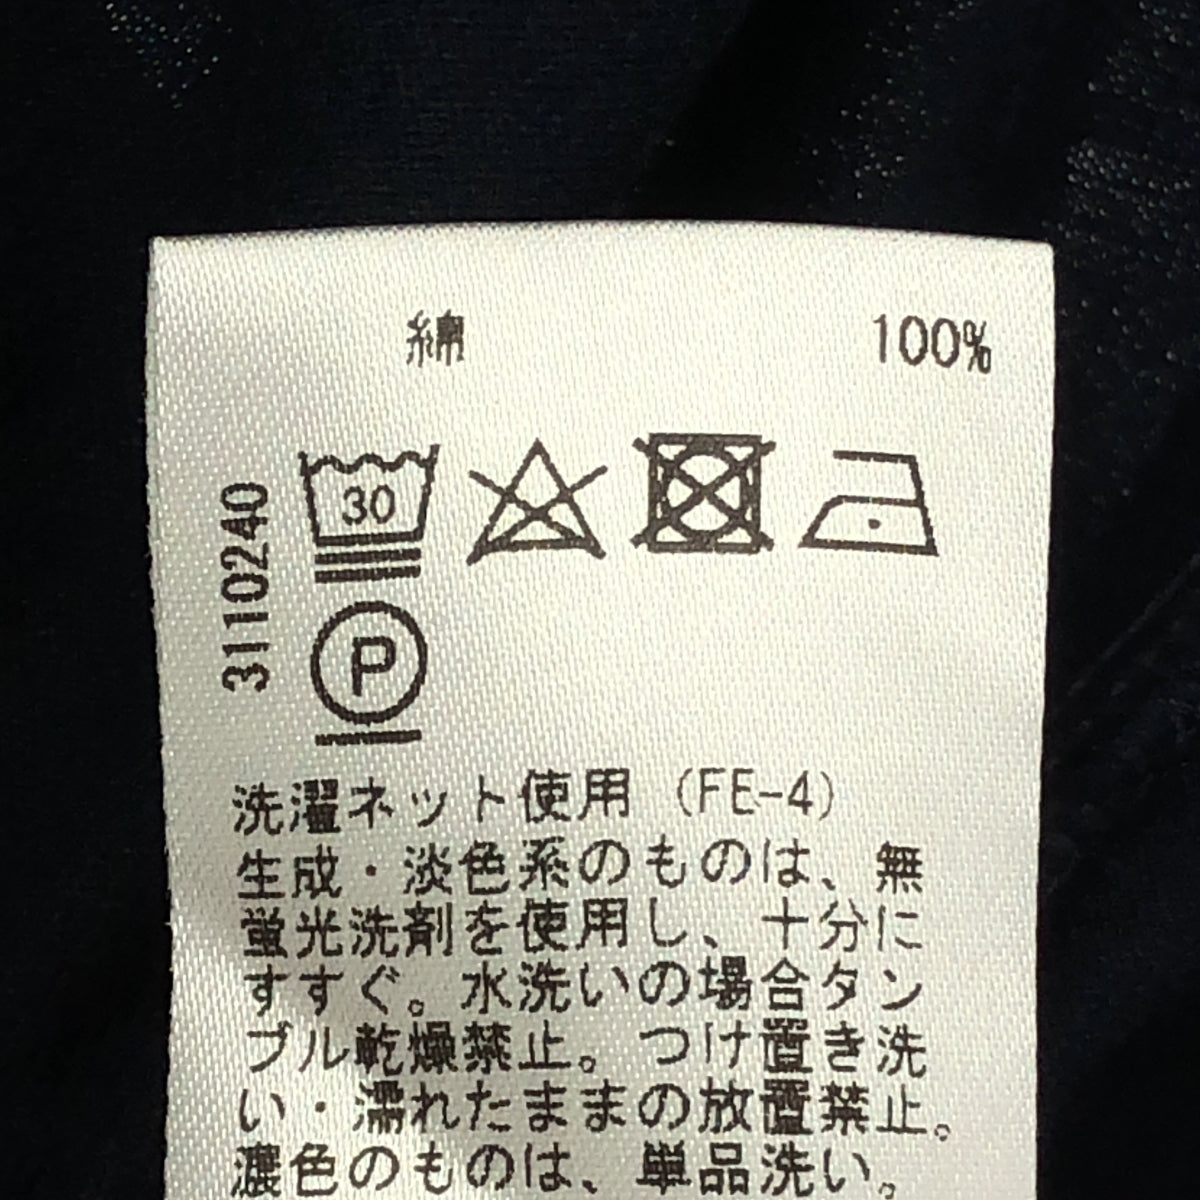 綿 100%
3110240
30
P
洗濯ネット使用 (FE-4)
生成・淡色系のものは、無
蛍光洗剤を使用し、十分に
すすぐ。水洗いの場合タン
ブル乾燥禁止。つけ置き洗
い・濡れたままの放置禁止。
濃色のものは、単品洗い。